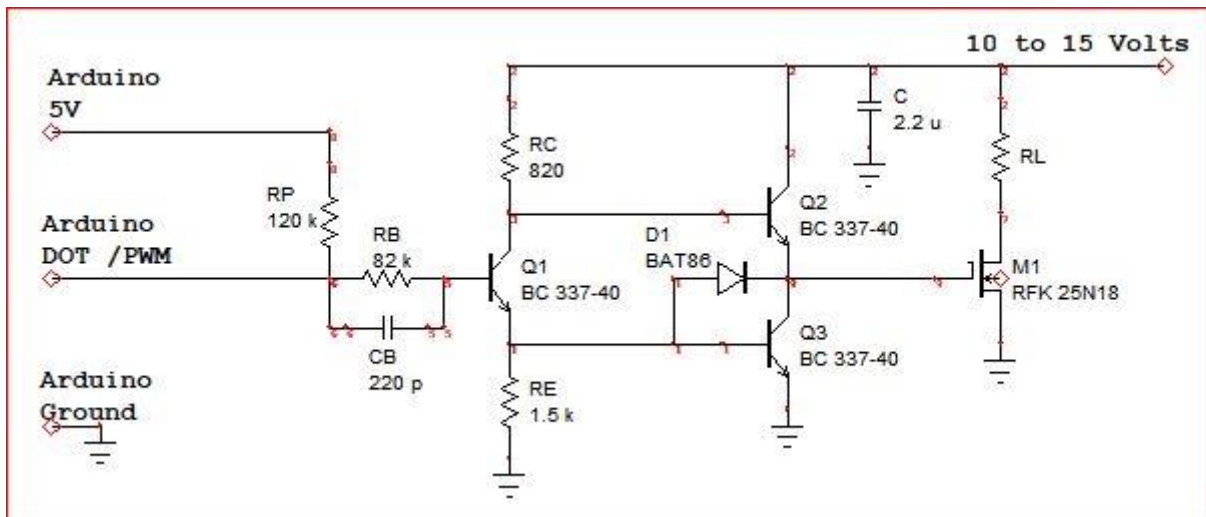 10 to 15 Volts
Arduino
5V
C
2.2 u
RC
820
RL
RP
120 k
Q2
BC 337-40
Arduino
DOT /PWM
RB
82 k
D1
BAT86
Q1
BC 337-40
M1
RFK 25N18
Q3
BC 337-40
CB
220 p
Arduino
Ground
RE
1.5 k